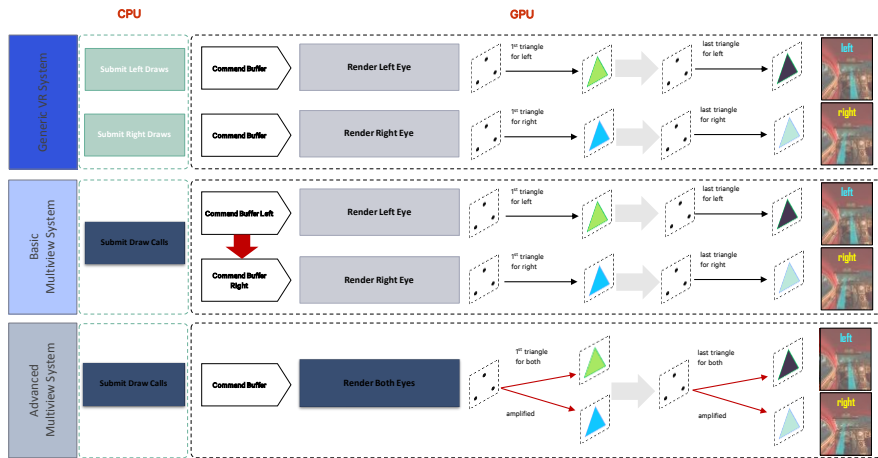 CPU
GPU
Generic VR System
Submit Left Draws
Command Buffer
Render Left Eye
1st triangle
for left
last triangle
for left
left
Submit Right Draws
Command Buffer
Render Right Eye
1st triangle
for right
last triangle
for right
right
Basic
Multiview System
Submit Draw Calls
Command Buffer Left
Render Left Eye
1st triangle
for left
last triangle
for left
left
Command Buffer
Right
Render Right Eye
1st triangle
for right
last triangle
for right
right
Advanced
Multiview System
Submit Draw Calls
Command Buffer
Render Both Eyes
1st triangle
for both
amplified
last triangle
for both
amplified
left
right